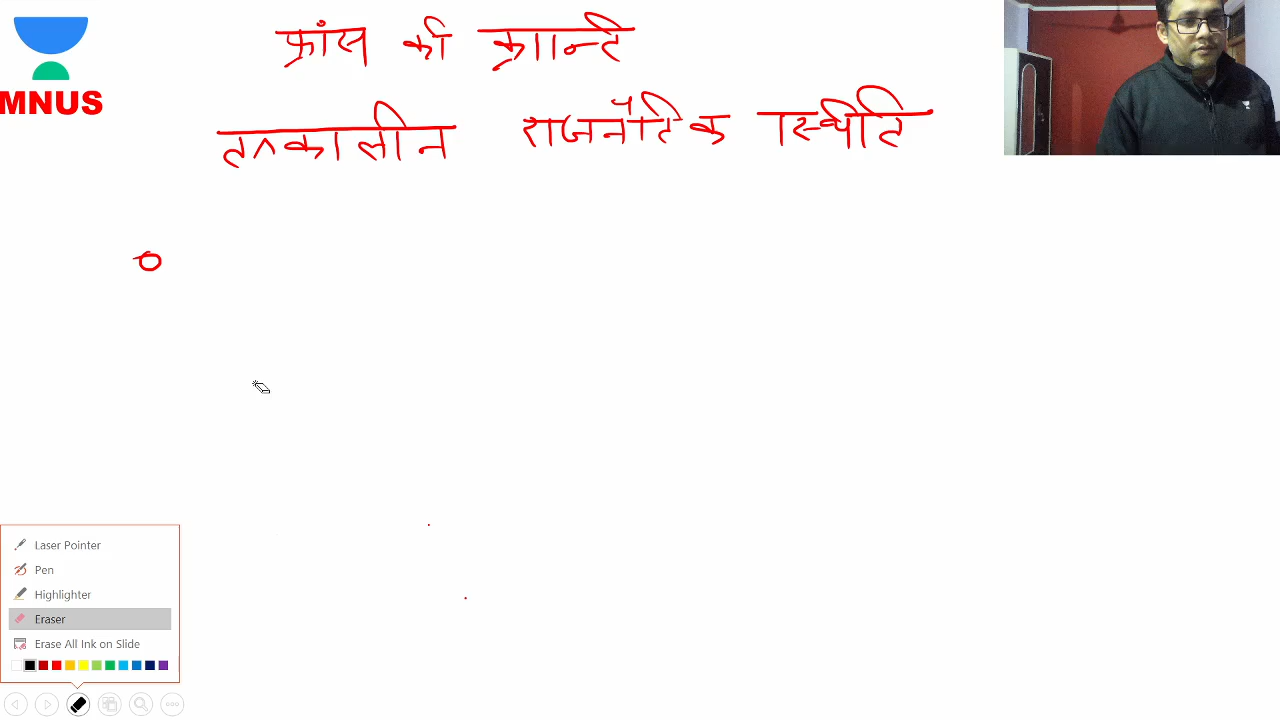 फ्रांस की क्रान्ति
तत्कालीन राजनैतिक स्थिति
MNUS
Laser Pointer
Pen
Highlighter
Eraser
Erase All Ink on Slide